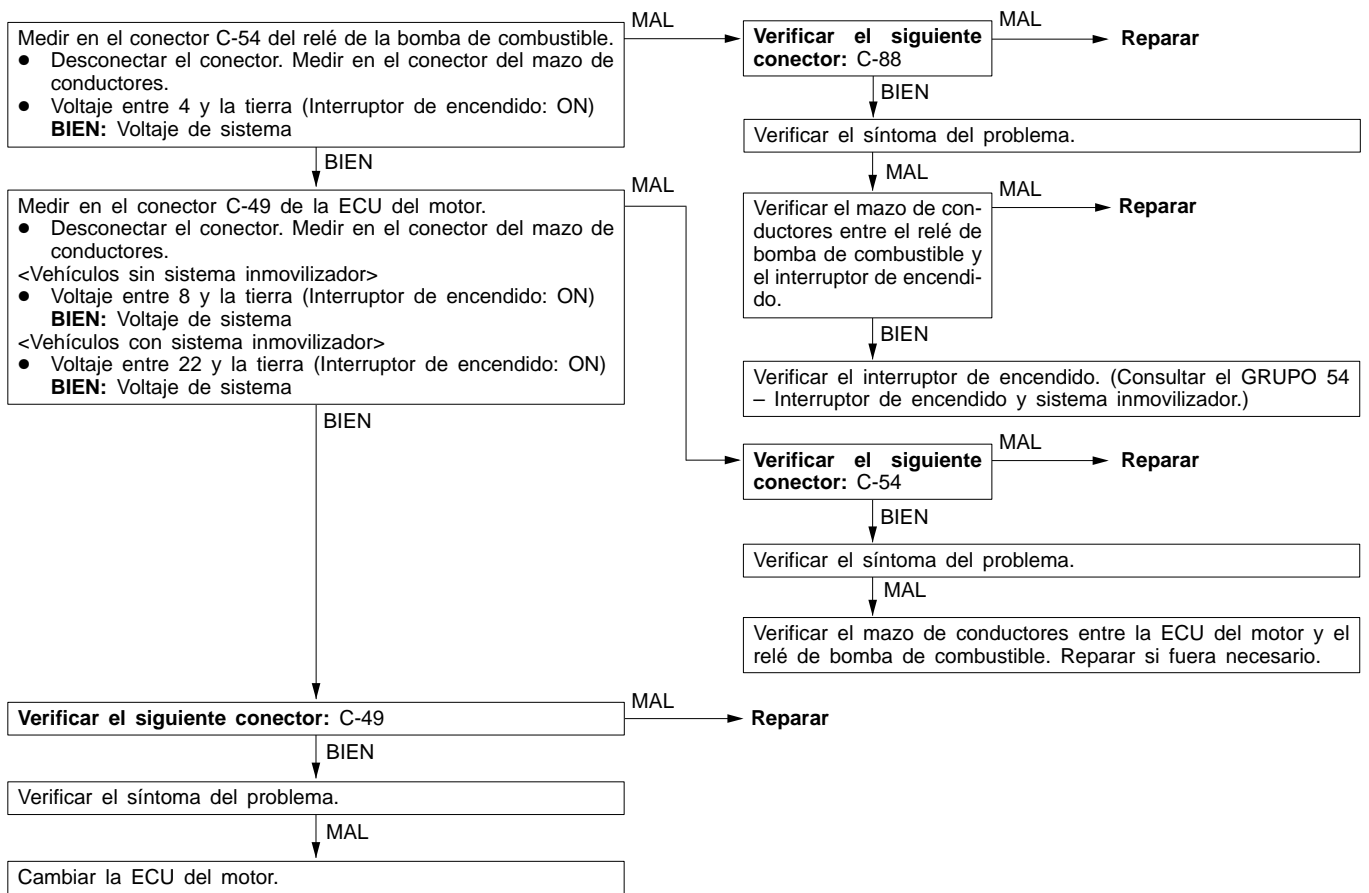 Medir en el conector C-54 del relé de la bomba de combustible.
● Desconectar el conector. Medir en el conector del mazo de
conductores.
● Voltaje entre 4 y la tierra (Interruptor de encendido: ON)
BIEN: Voltaje de sistema
MAL
Verificar el siguiente
conector: C-88
MAL
Reparar
BIEN
Verificar el síntoma del problema.
MAL
Verificar el mazo de con-
ductores entre el relé de
bomba de combustible y
el interruptor de encendi-
do.
MAL
Reparar
BIEN
Verificar el interruptor de encendido. (Consultar el GRUPO 54
– Interruptor de encendido y sistema inmovilizador.)
BIEN
Medir en el conector C-49 de la ECU del motor.
● Desconectar el conector. Medir en el conector del mazo de
conductores.
<Vehículos sin sistema inmovilizador>
● Voltaje entre 8 y la tierra (Interruptor de encendido: ON)
BIEN: Voltaje de sistema
<Vehículos con sistema inmovilizador>
● Voltaje entre 22 y la tierra (Interruptor de encendido: ON)
BIEN: Voltaje de sistema
MAL
Verificar el siguiente
conector: C-54
MAL
Reparar
BIEN
Verificar el síntoma del problema.
MAL
Verificar el mazo de conductores entre la ECU del motor y el
relé de bomba de combustible. Reparar si fuera necesario.
BIEN
Verificar el siguiente conector: C-49
MAL
Reparar
BIEN
Verificar el síntoma del problema.
MAL
Cambiar la ECU del motor.